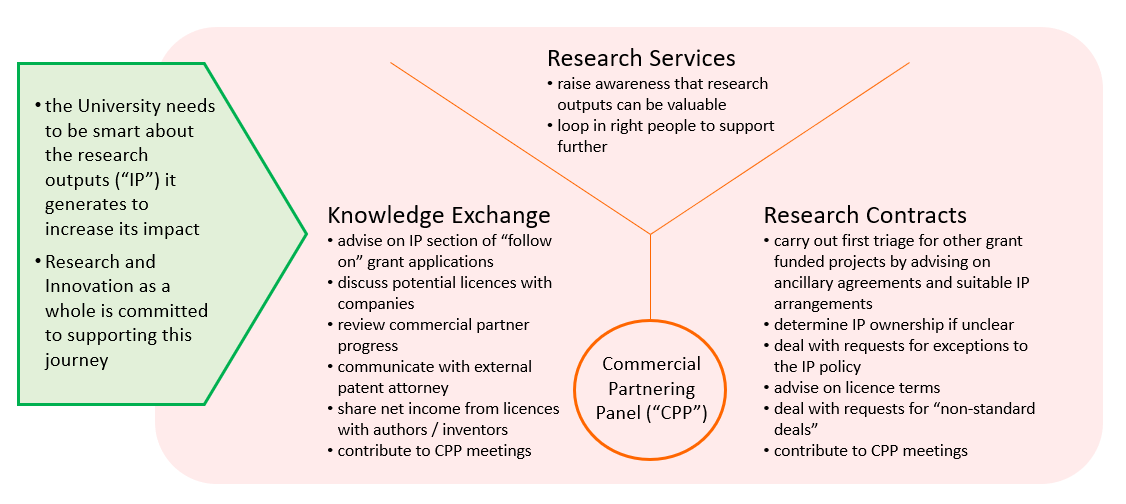 • the University needs
to be smart about
the research
outputs (“IP”) it
generates to
increase its impact
• Research and
Innovation as a
whole is committed
to supporting this
journey
Research Services
• raise awareness that research
outputs can be valuable
• loop in right people to support
further
Knowledge Exchange
• advise on IP section of “follow
on” grant applications
• discuss potential licences with
companies
• review commercial partner
progress
• communicate with external
patent attorney
• share net income from licences
with authors / inventors
• contribute to CPP meetings
Commercial
Partnering
Panel (“CPP”)
Research Contracts
• carry out first triage for other grant
funded projects by advising on
ancillary agreements and suitable IP
arrangements
• determine IP ownership if unclear
• deal with requests for exceptions to
the IP policy
• advise on licence terms
• deal with requests for “non-standard
deals”
• contribute to CPP meetings